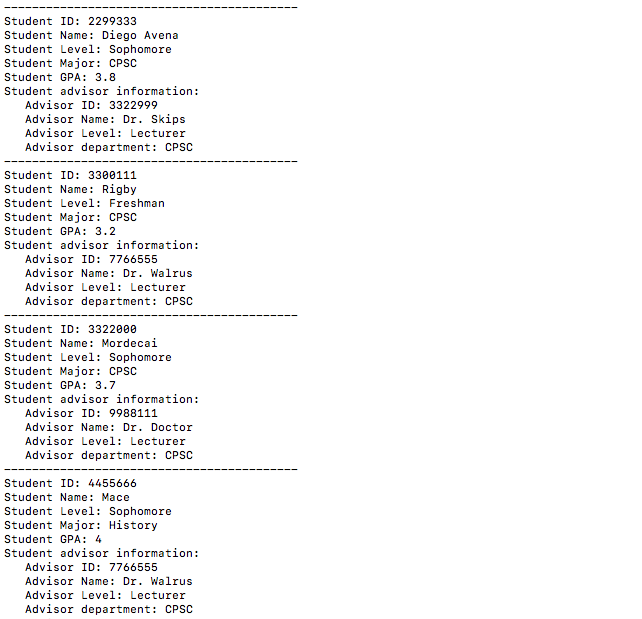 ------------------------------------------
Student ID: 2299333
Student Name: Diego Avena
Student Level: Sophomore
Student Major: CPSC
Student GPA: 3.8
Student advisor information:
   Advisor ID: 3322999
   Advisor Name: Dr. Skips
   Advisor Level: Lecturer
   Advisor department: CPSC
------------------------------------------
Student ID: 3300111
Student Name: Rigby
Student Level: Freshman
Student Major: CPSC
Student GPA: 3.2
Student advisor information:
   Advisor ID: 7766555
   Advisor Name: Dr. Walrus
   Advisor Level: Lecturer
   Advisor department: CPSC
------------------------------------------
Student ID: 3322000
Student Name: Mordecai
Student Level: Sophomore
Student Major: CPSC
Student GPA: 3.7
Student advisor information:
   Advisor ID: 9988111
   Advisor Name: Dr. Doctor
   Advisor Level: Lecturer
   Advisor department: CPSC
------------------------------------------
Student ID: 4455666
Student Name: Mace
Student Level: Sophomore
Student Major: History
Student GPA: 4
Student advisor information:
   Advisor ID: 7766555
   Advisor Name: Dr. Walrus
   Advisor Level: Lecturer
   Advisor department: CPSC